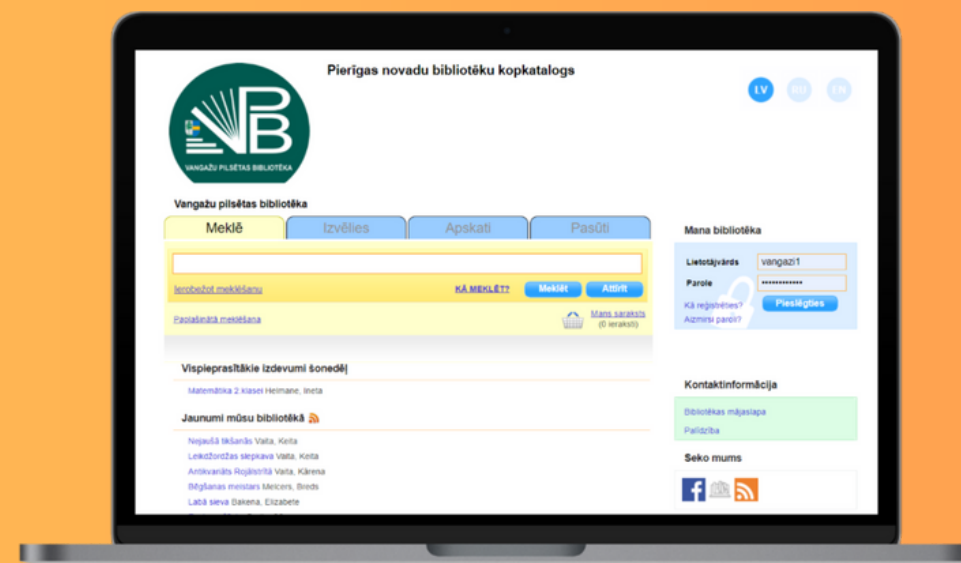 Pierīgas novadu bibliotēku kopkatalogs
LV
RU
EN
VPB
VANGAŽU PILSĒTAS BIBLIOTĒKA
Vangažu pilsētas bibliotēka
Meklē
Izvēlies
Apskati
Pasūti
Ierobežot meklēšanu
KĀ MEKLĒT?
Meklēt
Attīrīt
Paplašinātā meklēšana
Mans saraksts
(0 ieraksti)
Vispieprasītākie izdevumi šonedēļ
Matemātika 2 klasei Helmane, Ineta
Jaunumi mūsu bibliotēkā
Nejaušā tikšanās Vaita, Keita
Leikdžordžas slepkava Vaita, Keita
Antikvariāts Rojālstrītā Vaita, Kārena
Bēgšanas meistars Melcers, Breds
Labā sieva Bakena, Elizabete
Mana bibliotēka
Lietotājvārds
vangazi1
Parole
••••••••••••
Kā reģistrēties?
Aizmirsi paroli?
Pieslēgties
Kontaktinformācija
Bibliotēkas mājaslapa
Palīdzība
Seko mums